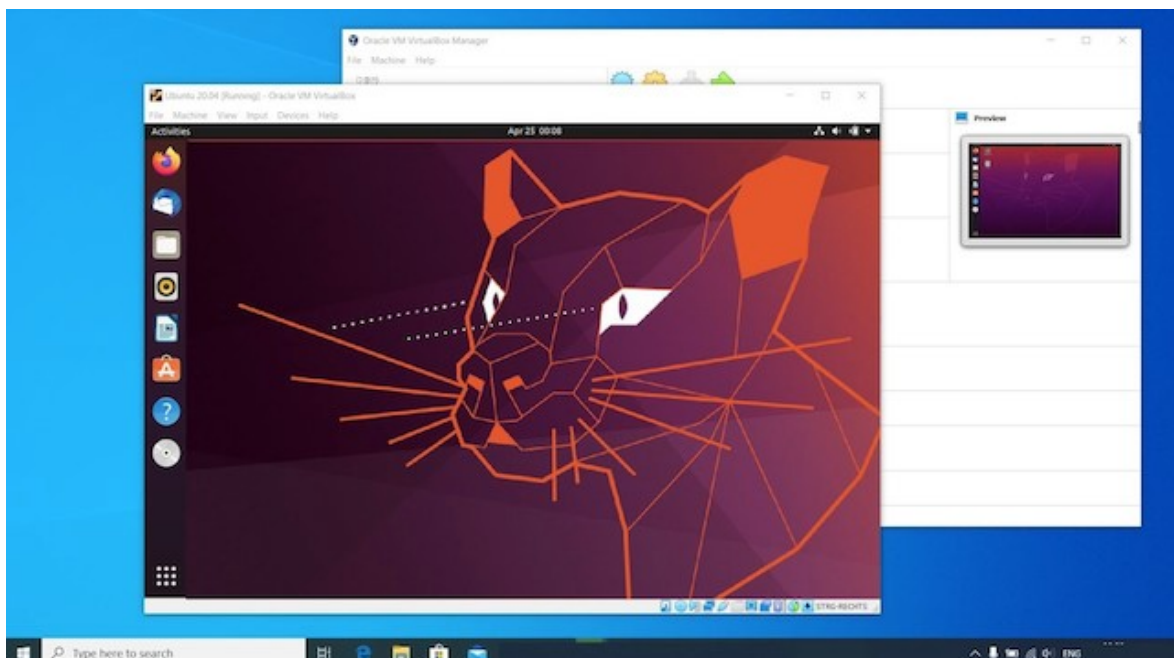 Oracle VM VirtualBox Manager
File Machine Help
Ubuntu 20.04 [Running] - Oracle VM VirtualBox
File Machine View Input Devices Help
Activities
Apr 25 00:08
Preview
?
STRG-RECHTS
Type here to search
ENG